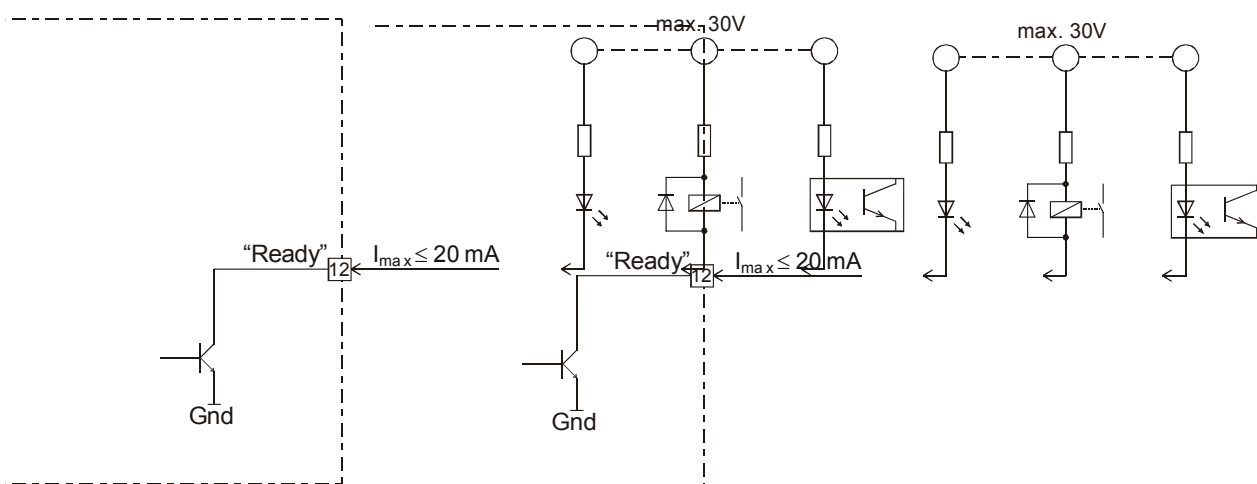 max. 30V
max. 30V
“Ready” 12 Imax ≤ 20 mA
“Ready” 12 Imax ≤ 20 mA
Gnd
Gnd